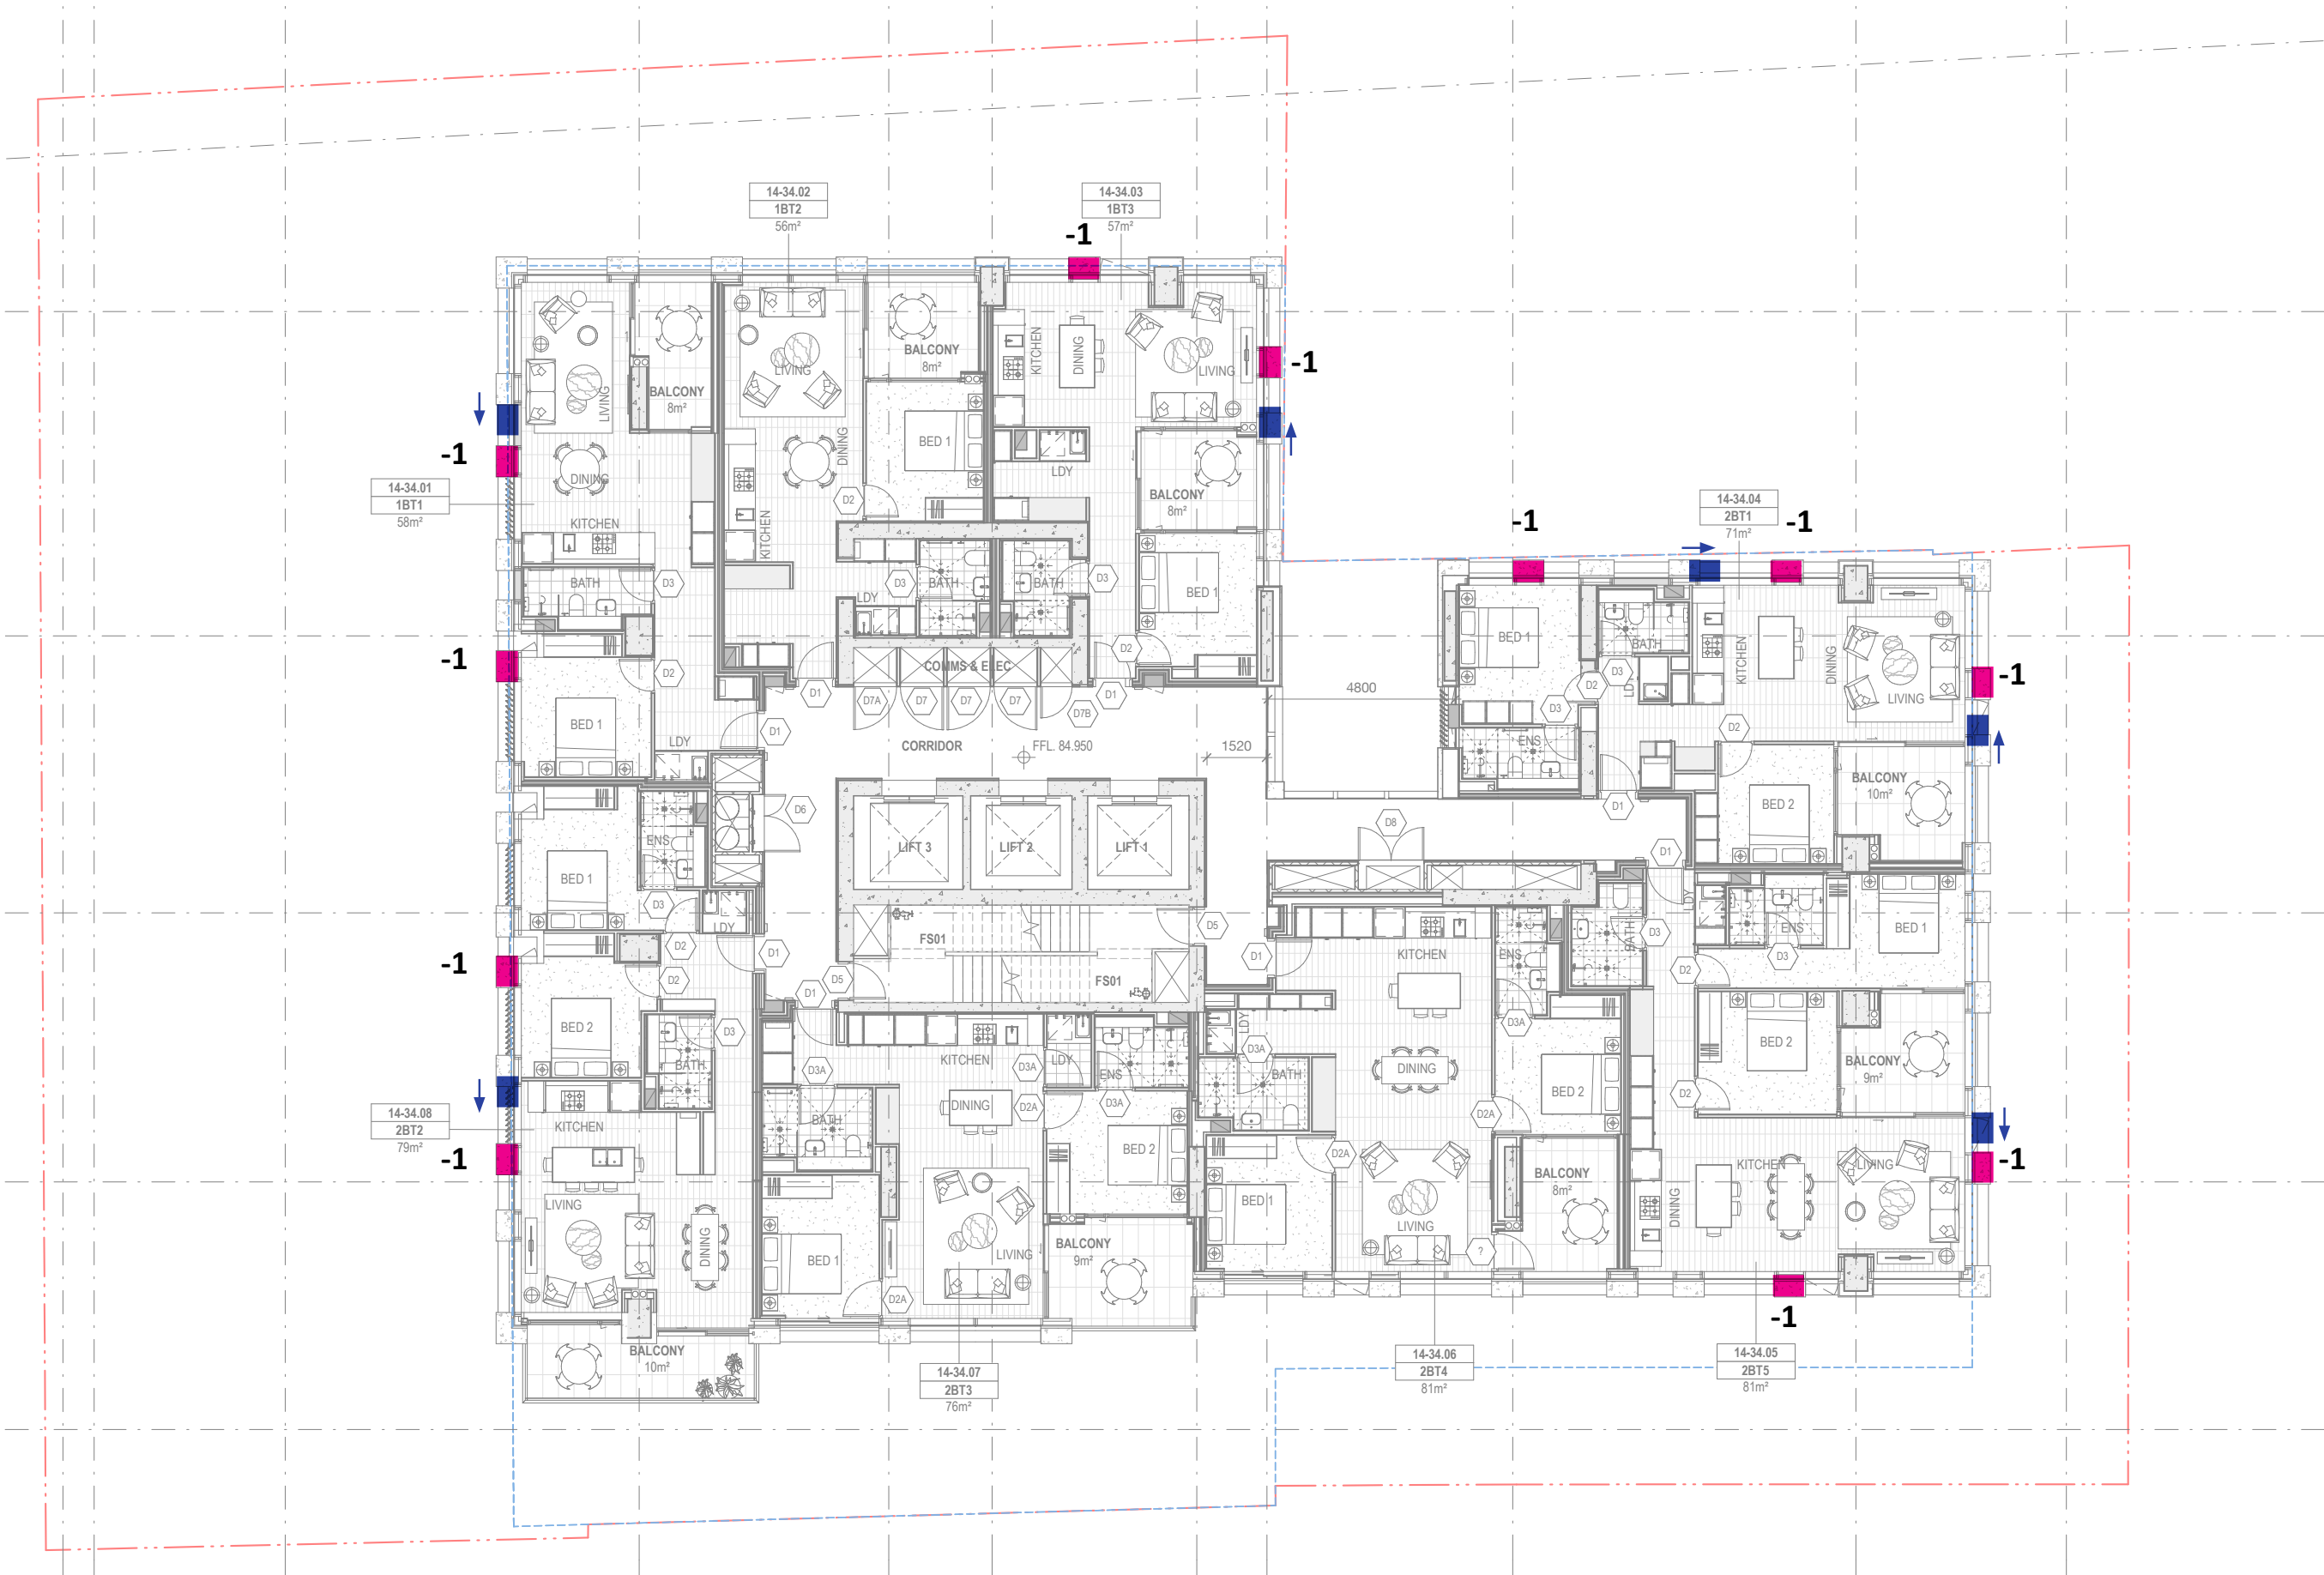 14-34.02
1BT2
56m²
14-34.03
1BT3
57m²
-1
-1
-1
14-34.01
1BT1
58m²
LIVING
BALCONY
8m²
DINING
KITCHEN
BATH
D3
D2
BED 1
LDY
D1
-1
LIVING
BALCONY
8m²
DINING
BED 1
D2
KITCHEN
LDY
D3
BATH
D1
KITCHEN
DINING
LIVING
LDY
BALCONY
8m²
BATH
D3
BED 1
D2
D1
COMMS & ELEC
D7A
D7
D7
D7
D7B
CORRIDOR
FFL. 84.950
4800
1520
-1
14-34.04
2BT1
71m²
-1
-1
BED 1
BATH
D3
D2
LDY
D3
ENS
KITCHEN
DINING
LIVING
D2
BED 2
BALCONY
10m²
D1
D6
LIFT 3
LIFT 2
LIFT 1
D8
D1
FS01
FS01
D5
D5
D1
D1
D1
ENS
BED 1
D3
LDY
D2
D2
BED 2
D3
BATH
-1
-1
14-34.08
2BT2
79m²
KITCHEN
LIVING
DINING
BALCONY
10m²
KITCHEN
D3A
LDY
ENS
D3A
DINING
D2A
D3A
BATH
BED 2
BED 1
LIVING
D2A
BALCONY
9m²
14-34.07
2BT3
76m²
KITCHEN
ENS
LDY
D3A
D3A
BATH
DINING
BED 2
D2A
D2A
BED 1
LIVING
?
BALCONY
8m²
14-34.06
2BT4
81m²
BATH
D3
LDY
ENS
D3
BED 1
D2
BED 2
D2
BALCONY
9m²
KITCHEN
LIVING
DINING
-1
-1
14-34.05
2BT5
81m²